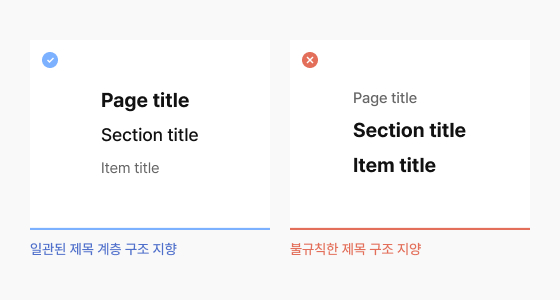 Page title
Section title
Item title
일관된 제목 계층 구조 지향
Page title
Section title
Item title
불규칙한 제목 구조 지양